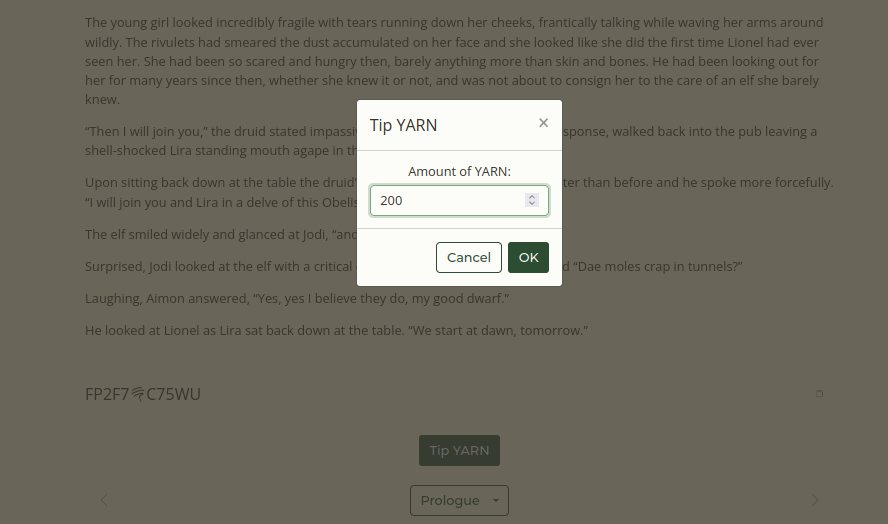 The young girl looked incredibly fragile with tears running down her cheeks, frantically talking while waving her arms around
wildly. The rivulets had smeared the dust accumulated on her face and she looked like she did the first time Lionel had ever
seen her. She had been so scared and hungry then, barely anything more than skin and bones. He had been looking out for
her for many years since then, whether she knew it or not, and was not about to consign her to the care of an elf she barely
knew.
Tip YARN
×
“Then I will join you,” the druid stated impassi
sponse, walked back into the pub leaving a
shell-shocked Lira standing mouth agape in th
Amount of YARN:
Upon sitting back down at the table the druid’
ter than before and he spoke more forcefully.
200
“I will join you and Lira in a delve of this Obelis
The elf smiled widely and glanced at Jodi, “and
Cancel
OK
Surprised, Jodi looked at the elf with a critical
d “Dae moles crap in tunnels?”
Laughing, Aimon answered, “Yes, yes I believe they do, my good dwarf.”
He looked at Lionel as Lira sat back down at the table. “We start at dawn, tomorrow.”
FP2F7 C75WU
Tip YARN
Prologue